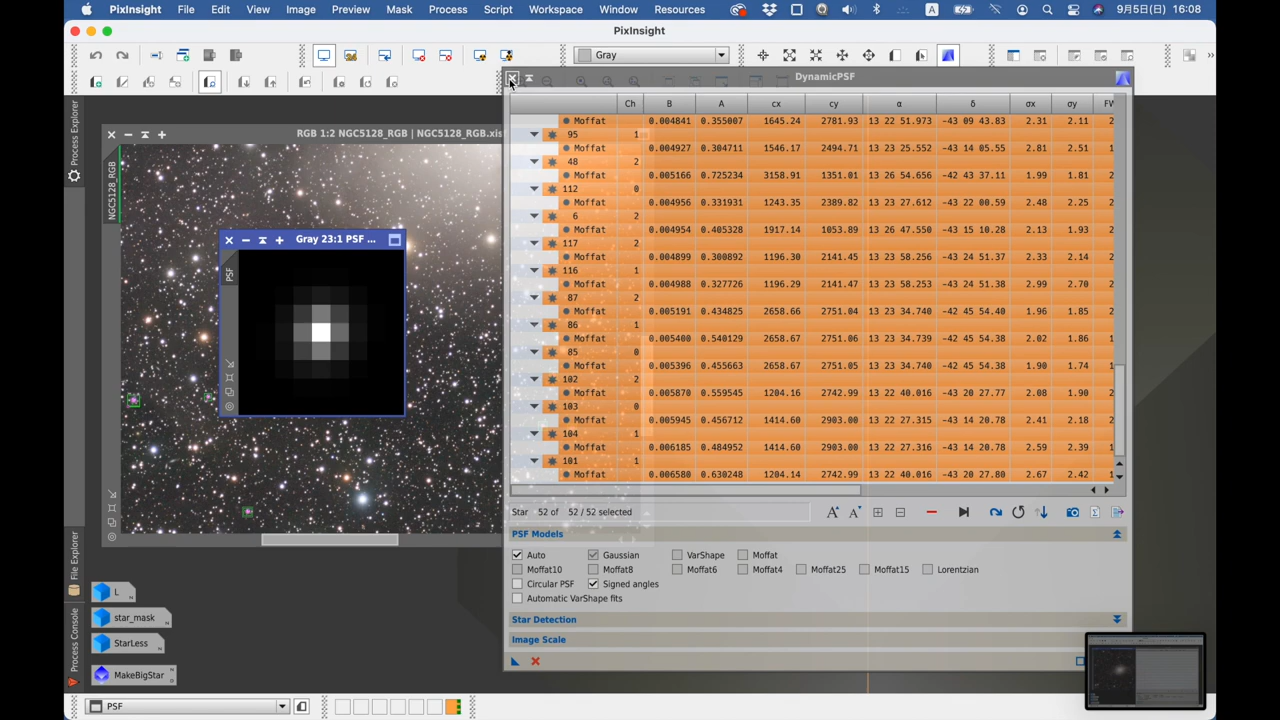 PixInsight File Edit View Image Preview Mask Process Script Workspace Window Resources A 9月5日(日) 16:08
PixInsight
Gray
DynamicPSF
Process Explorer
File Explorer
Process Console
RGB 1:2 NGC5128_RGB | NGC5128_RGB.xis
NGC5128_RGB
Gray 23:1 PSF ...
PSF
Ch B A cx cy α δ σx σy FW
Moffat 0.004841 0.355007 1645.24 2781.93 13 22 51.973 −43 09 43.83 2.31 2.11 2
95 1
Moffat 0.004927 0.304711 1546.17 2494.71 13 23 25.552 −43 14 05.55 2.81 2.51 1
48 2
Moffat 0.005166 0.725234 3158.91 1351.01 13 26 54.656 −42 43 37.11 1.99 1.81 2
112 0
Moffat 0.004956 0.331931 1243.35 2389.82 13 23 27.612 −42 22 00.59 2.48 2.25 1
6 2
Moffat 0.004954 0.405328 1917.14 1053.89 13 26 47.550 −43 15 10.28 2.13 1.93 2
117 2
Moffat 0.004899 0.300892 1196.30 2141.45 13 23 58.256 −43 24 51.37 2.33 2.14 2
116 1
Moffat 0.004988 0.327726 1196.29 2141.47 13 23 58.253 −43 24 51.38 2.99 2.70 2
87 2
Moffat 0.005191 0.434825 2658.66 2751.04 13 23 34.740 −42 45 54.40 1.96 1.85 2
86 1
Moffat 0.005400 0.540129 2658.67 2751.06 13 23 34.739 −42 45 54.38 2.02 1.86 2
85 0
Moffat 0.005396 0.455663 2658.67 2751.05 13 23 34.740 −42 45 54.38 1.90 1.74 2
102 2
Moffat 0.005870 0.559545 1204.16 2742.99 13 22 40.016 −43 20 27.77 2.08 1.90 2
103 0
Moffat 0.005945 0.456712 1414.60 2903.00 13 22 27.315 −43 14 20.78 2.41 2.18 2
104 1
Moffat 0.006185 0.484952 1414.60 2903.00 13 22 27.316 −43 14 20.78 2.59 2.39 2
101 1
Moffat 0.006580 0.630248 1204.14 2742.99 13 22 40.016 −43 20 27.80 2.67 2.42 1
Star 52 of 52 / 52 selected
PSF Models
Auto Gaussian VarShape Moffat
Moffat10 Moffat8 Moffat6 Moffat4 Moffat25 Moffat15 Lorentzian
Circular PSF Signed angles
Automatic VarShape fits
Star Detection
Image Scale
L
star_mask
StarLess
MakeBigStar
PSF